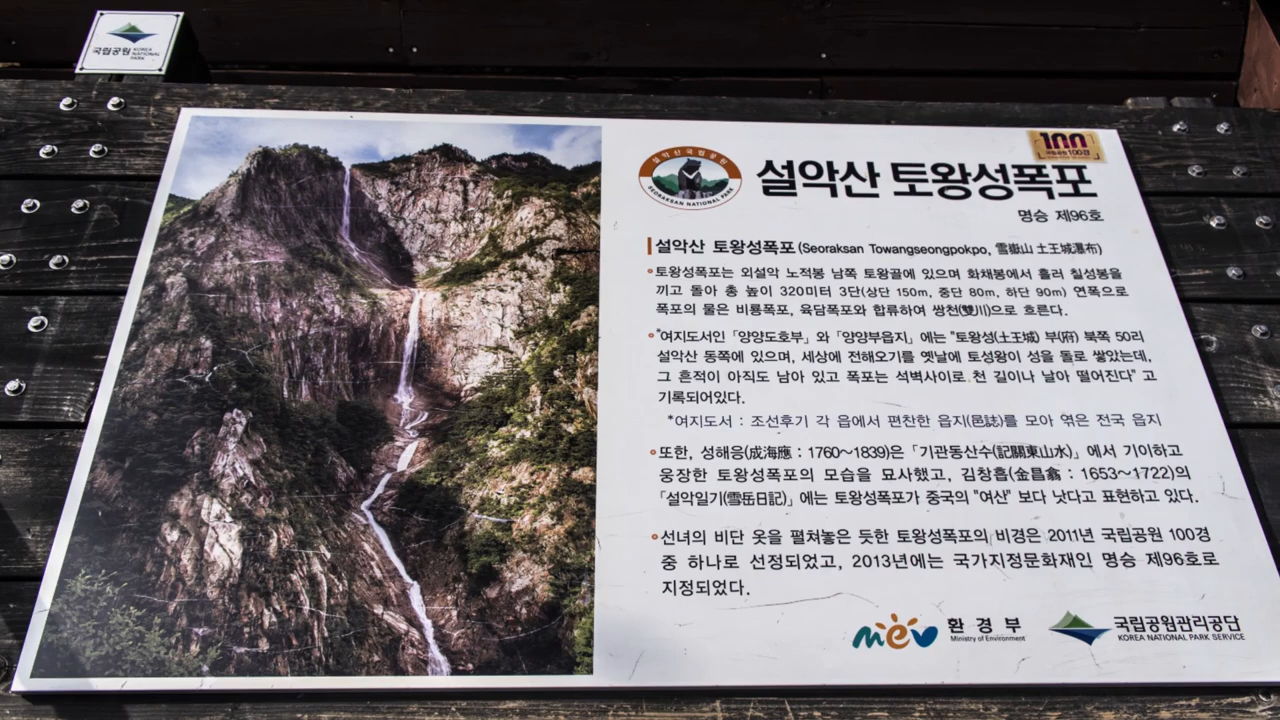 국립공원 KOREA NATIONAL PARK
100
국립공원 100경
설악산국립공원
SEORAKSAN NATIONAL PARK
설악산 토왕성폭포
명승 제96호
설악산 토왕성폭포 (Seoraksan Towangseongpokpo, 雪嶽山 土王城瀑布)
토왕성폭포는 외설악 노적봉 남쪽 토왕골에 있으며 화채봉에서 흘러 칠성봉을
끼고 돌아 총 높이 320미터 3단(상단 150m, 중단 80m, 하단 90m) 연폭으로
폭포의 물은 비룡폭포, 육담폭포와 합류하여 쌍천(雙川)으로 흐른다.
*여지도서인 「양양도호부」와 「양양부읍지」에는 "토왕성(土王城) 부(府) 북쪽 50리
설악산 동쪽에 있으며, 세상에 전해오기를 옛날에 토성왕이 성을 돌로 쌓았는데,
그 흔적이 아직도 남아 있고 폭포는 석벽사이로 천 길이나 날아 떨어진다" 고
기록되어있다.
*여지도서 : 조선후기 각 읍에서 편찬한 읍지(邑誌)를 모아 엮은 전국 읍지
또한, 성해응(成海應 : 1760~1839)은 「기관동산수(記關東山水)」에서 기이하고
웅장한 토왕성폭포의 모습을 묘사했고, 김창흡(金昌翕 : 1653~1722)의
「설악일기(雪岳日記)」에는 토왕성폭포가 중국의 "여산" 보다 낫다고 표현하고 있다.
선녀의 비단 옷을 펼쳐놓은 듯한 토왕성폭포의 비경은 2011년 국립공원 100경
중 하나로 선정되었고, 2013년에는 국가지정문화재인 명승 제96호로
지정되었다.
mev 환경부 Ministry of Environment
국립공원관리공단 KOREA NATIONAL PARK SERVICE